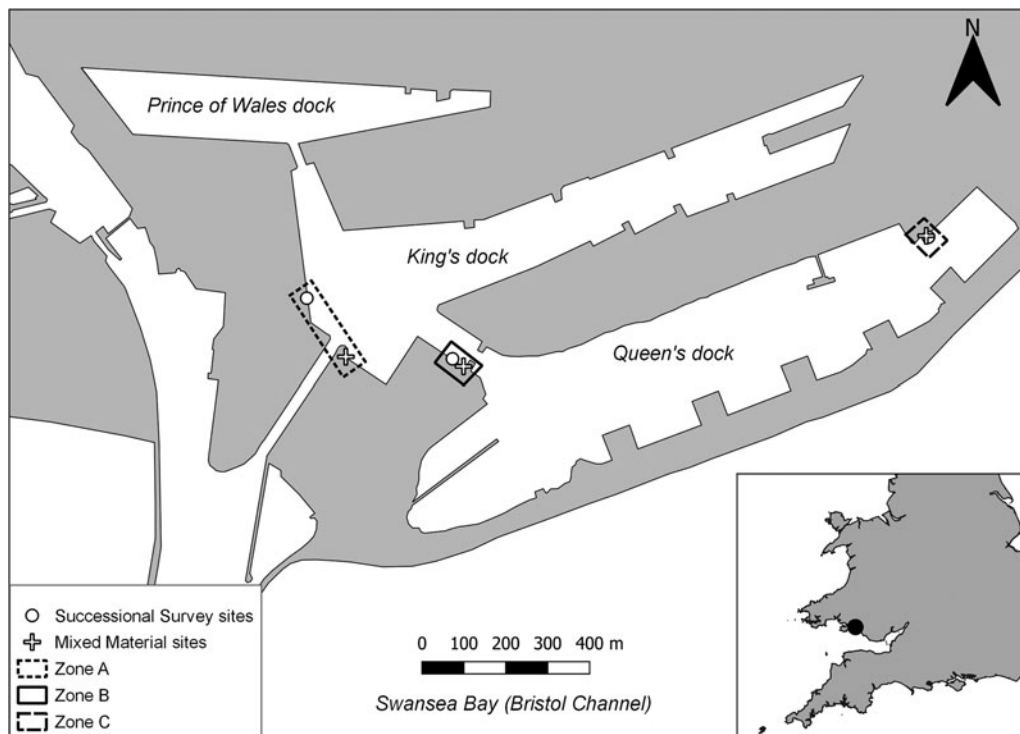 N
Prince of Wales dock
King's dock
Queen's dock
Successional Survey sites
Mixed Material sites
Zone A
Zone B
Zone C
0 100 200 300 400 m
Swansea Bay (Bristol Channel)